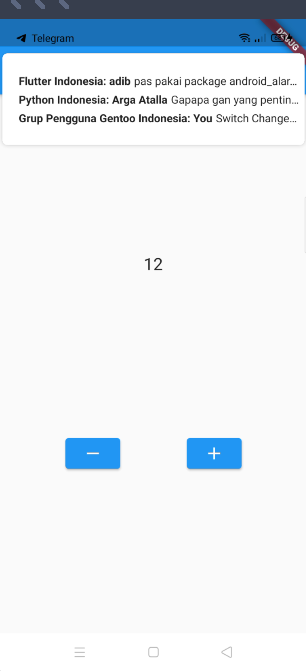 Telegram
DEBUG
Flutter Indonesia: adib pas pakai package android_alar...
Python Indonesia: Arga Atalla Gapapa gan yang pentin...
Grup Pengguna Gentoo Indonesia: You Switch Change...
12
− +